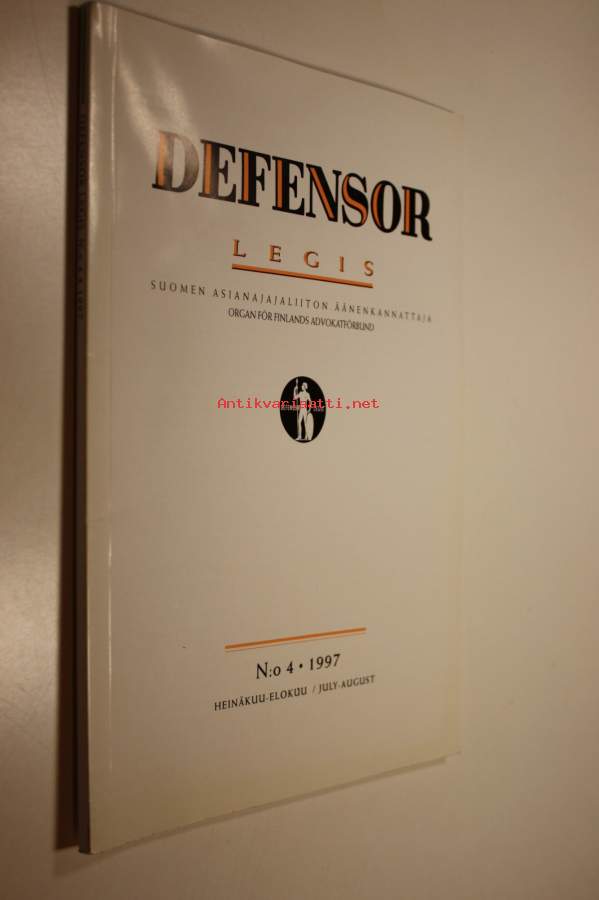 DEFENSOR
LEGIS
SUOMEN ASIANAJAJALIITON ÄÄNENKANNATTAJA
ORGAN FÖR FINLANDS ADVOKATFÖRBUND
Antikvariaatti.net
N:o 4 • 1997
HEINÄKUU-ELOKUU / JULY-AUGUST